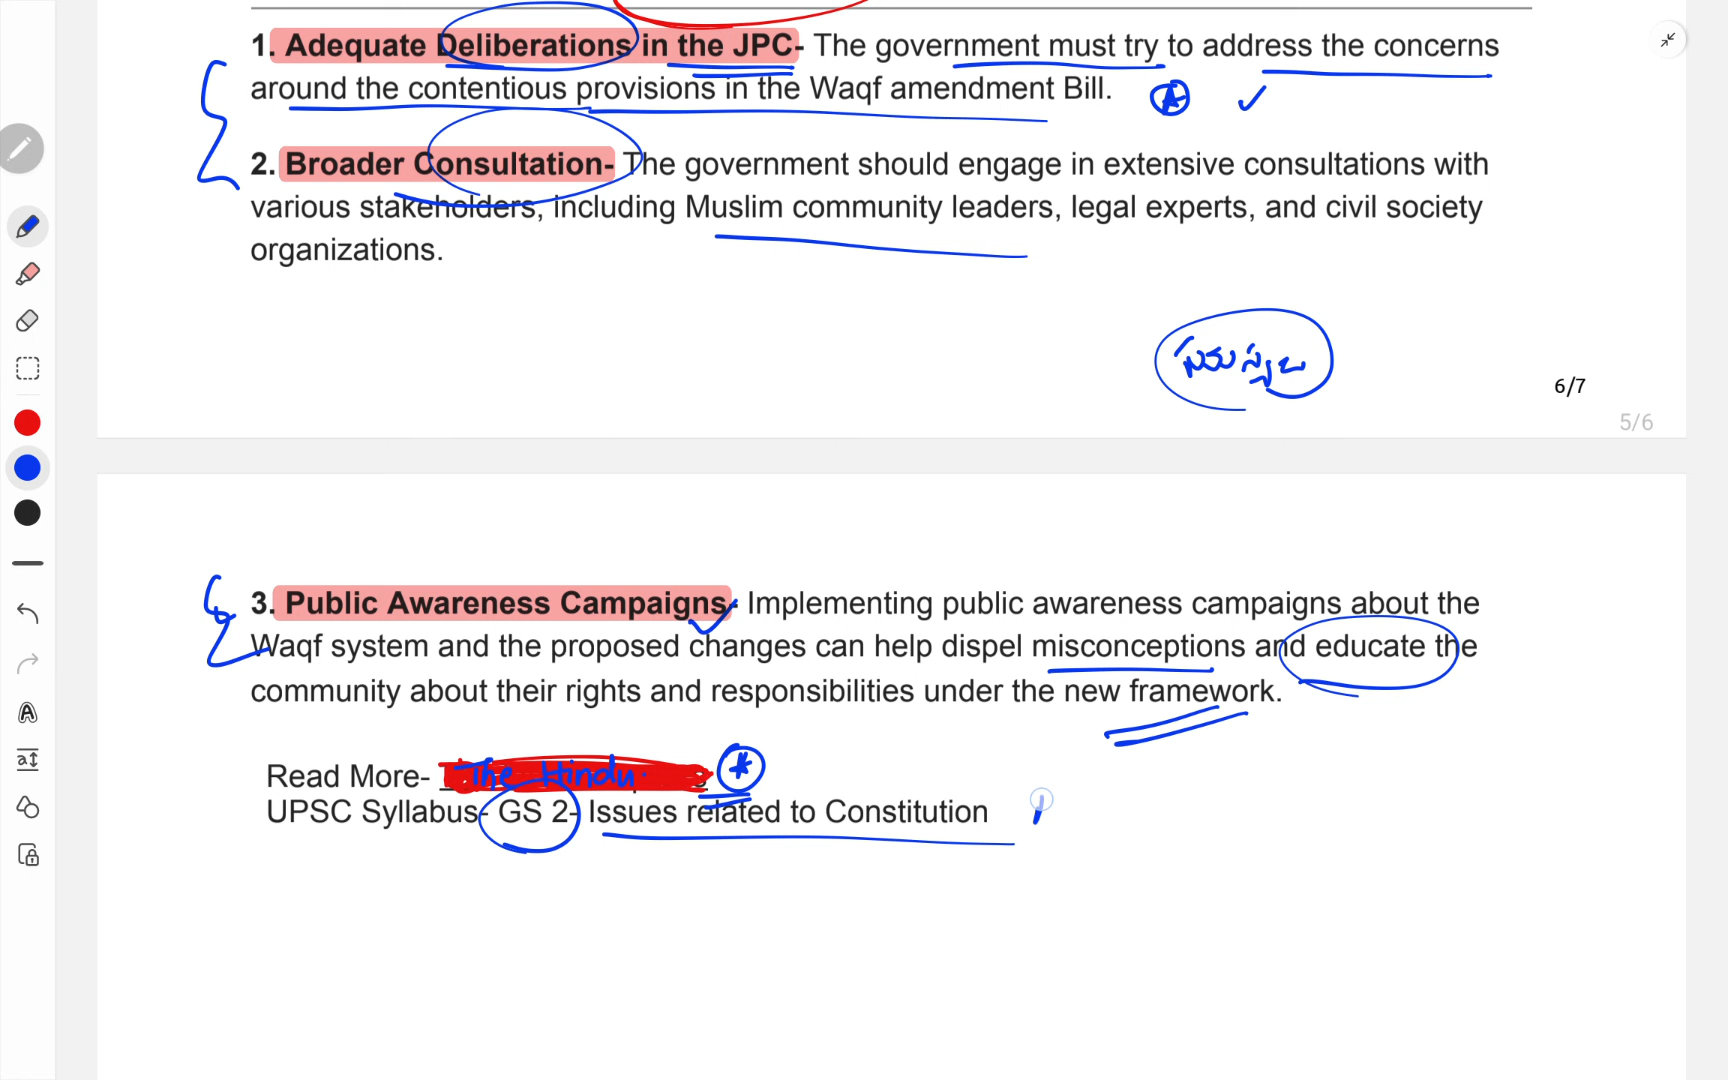 1. Adequate Deliberations in the JPC- The government must try to address the concerns
around the contentious provisions in the Waqf amendment Bill.
2. Broader Consultation- The government should engage in extensive consultations with
various stakeholders, including Muslim community leaders, legal experts, and civil society
organizations.
6/7
5/6
3. Public Awareness Campaigns- Implementing public awareness campaigns about the
Waqf system and the proposed changes can help dispel misconceptions and educate the
community about their rights and responsibilities under the new framework.
Read More- The Hindu.
UPSC Syllabus- GS 2- Issues related to Constitution